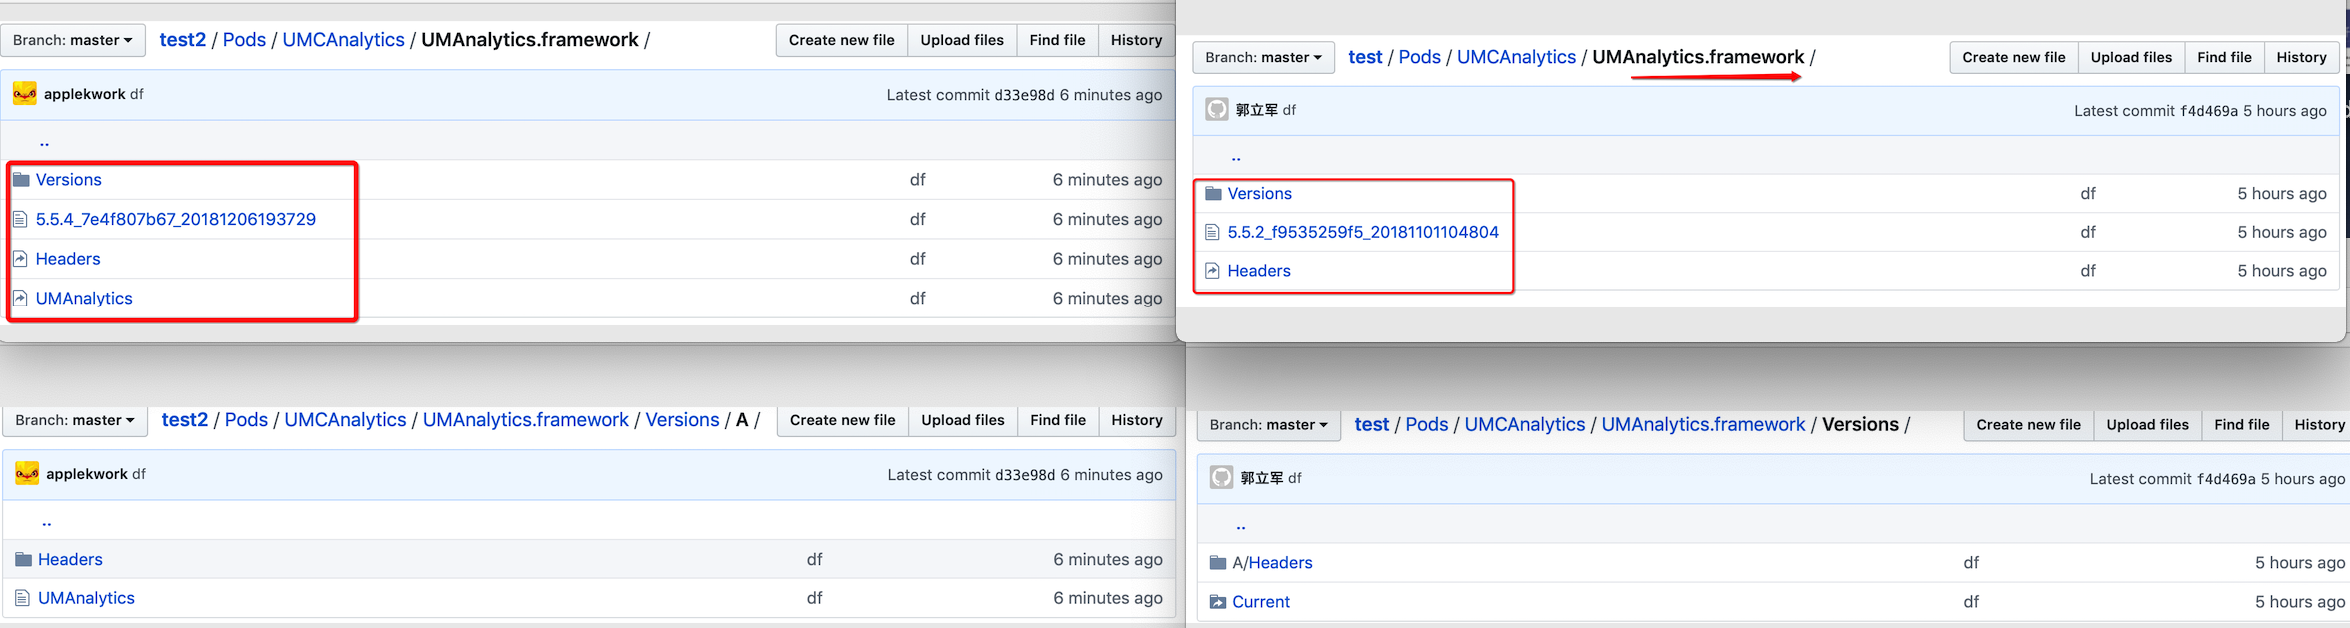 Branch: master test2 / Pods / UMCAnalytics / UMAnalytics.framework / Create new file Upload files Find file History
applekwork df Latest commit d33e98d 6 minutes ago
..
Versions df 6 minutes ago
5.5.4_7e4f807b67_20181206193729 df 6 minutes ago
Headers df 6 minutes ago
UMAnalytics df 6 minutes ago
Branch: master test / Pods / UMCAnalytics / UMAnalytics.framework / Create new file Upload files Find file History
郭立军 df Latest commit f4d469a 5 hours ago
..
Versions df 5 hours ago
5.5.2_f9535259f5_20181101104804 df 5 hours ago
Headers df 5 hours ago
Branch: master test2 / Pods / UMCAnalytics / UMAnalytics.framework / Versions / A / Create new file Upload files Find file History
applekwork df Latest commit d33e98d 6 minutes ago
..
Headers df 6 minutes ago
UMAnalytics df 6 minutes ago
Branch: master test / Pods / UMCAnalytics / UMAnalytics.framework / Versions / Create new file Upload files Find file History
郭立军 df Latest commit f4d469a 5 hours ago
..
A/Headers df 5 hours ago
Current df 5 hours ago